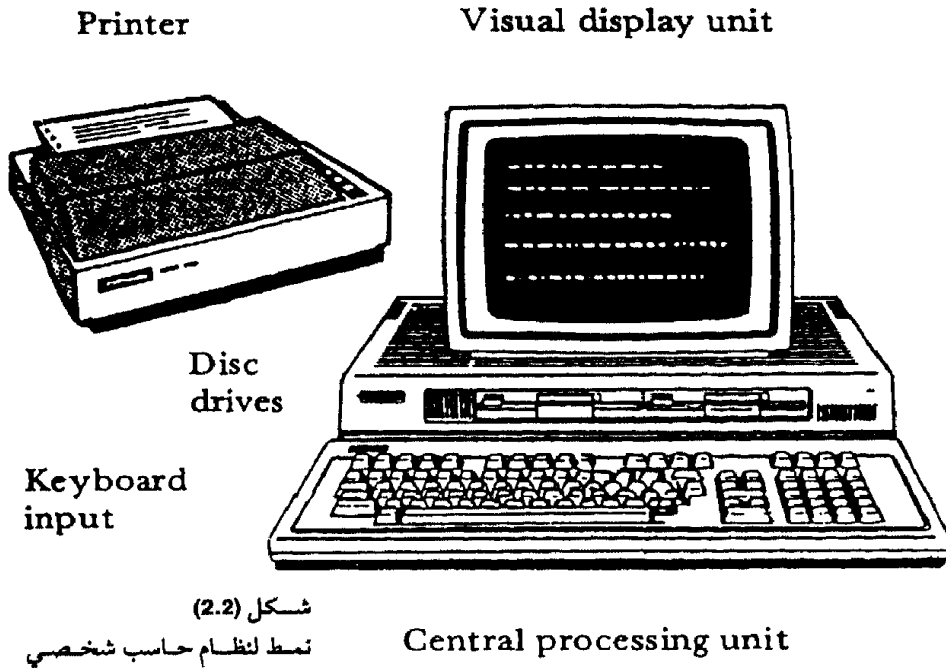 Printer
Visual display unit
Disc
drives
Keyboard
input
شكل (2.2)
نمط لنظام حاسب شخصي
Central processing unit